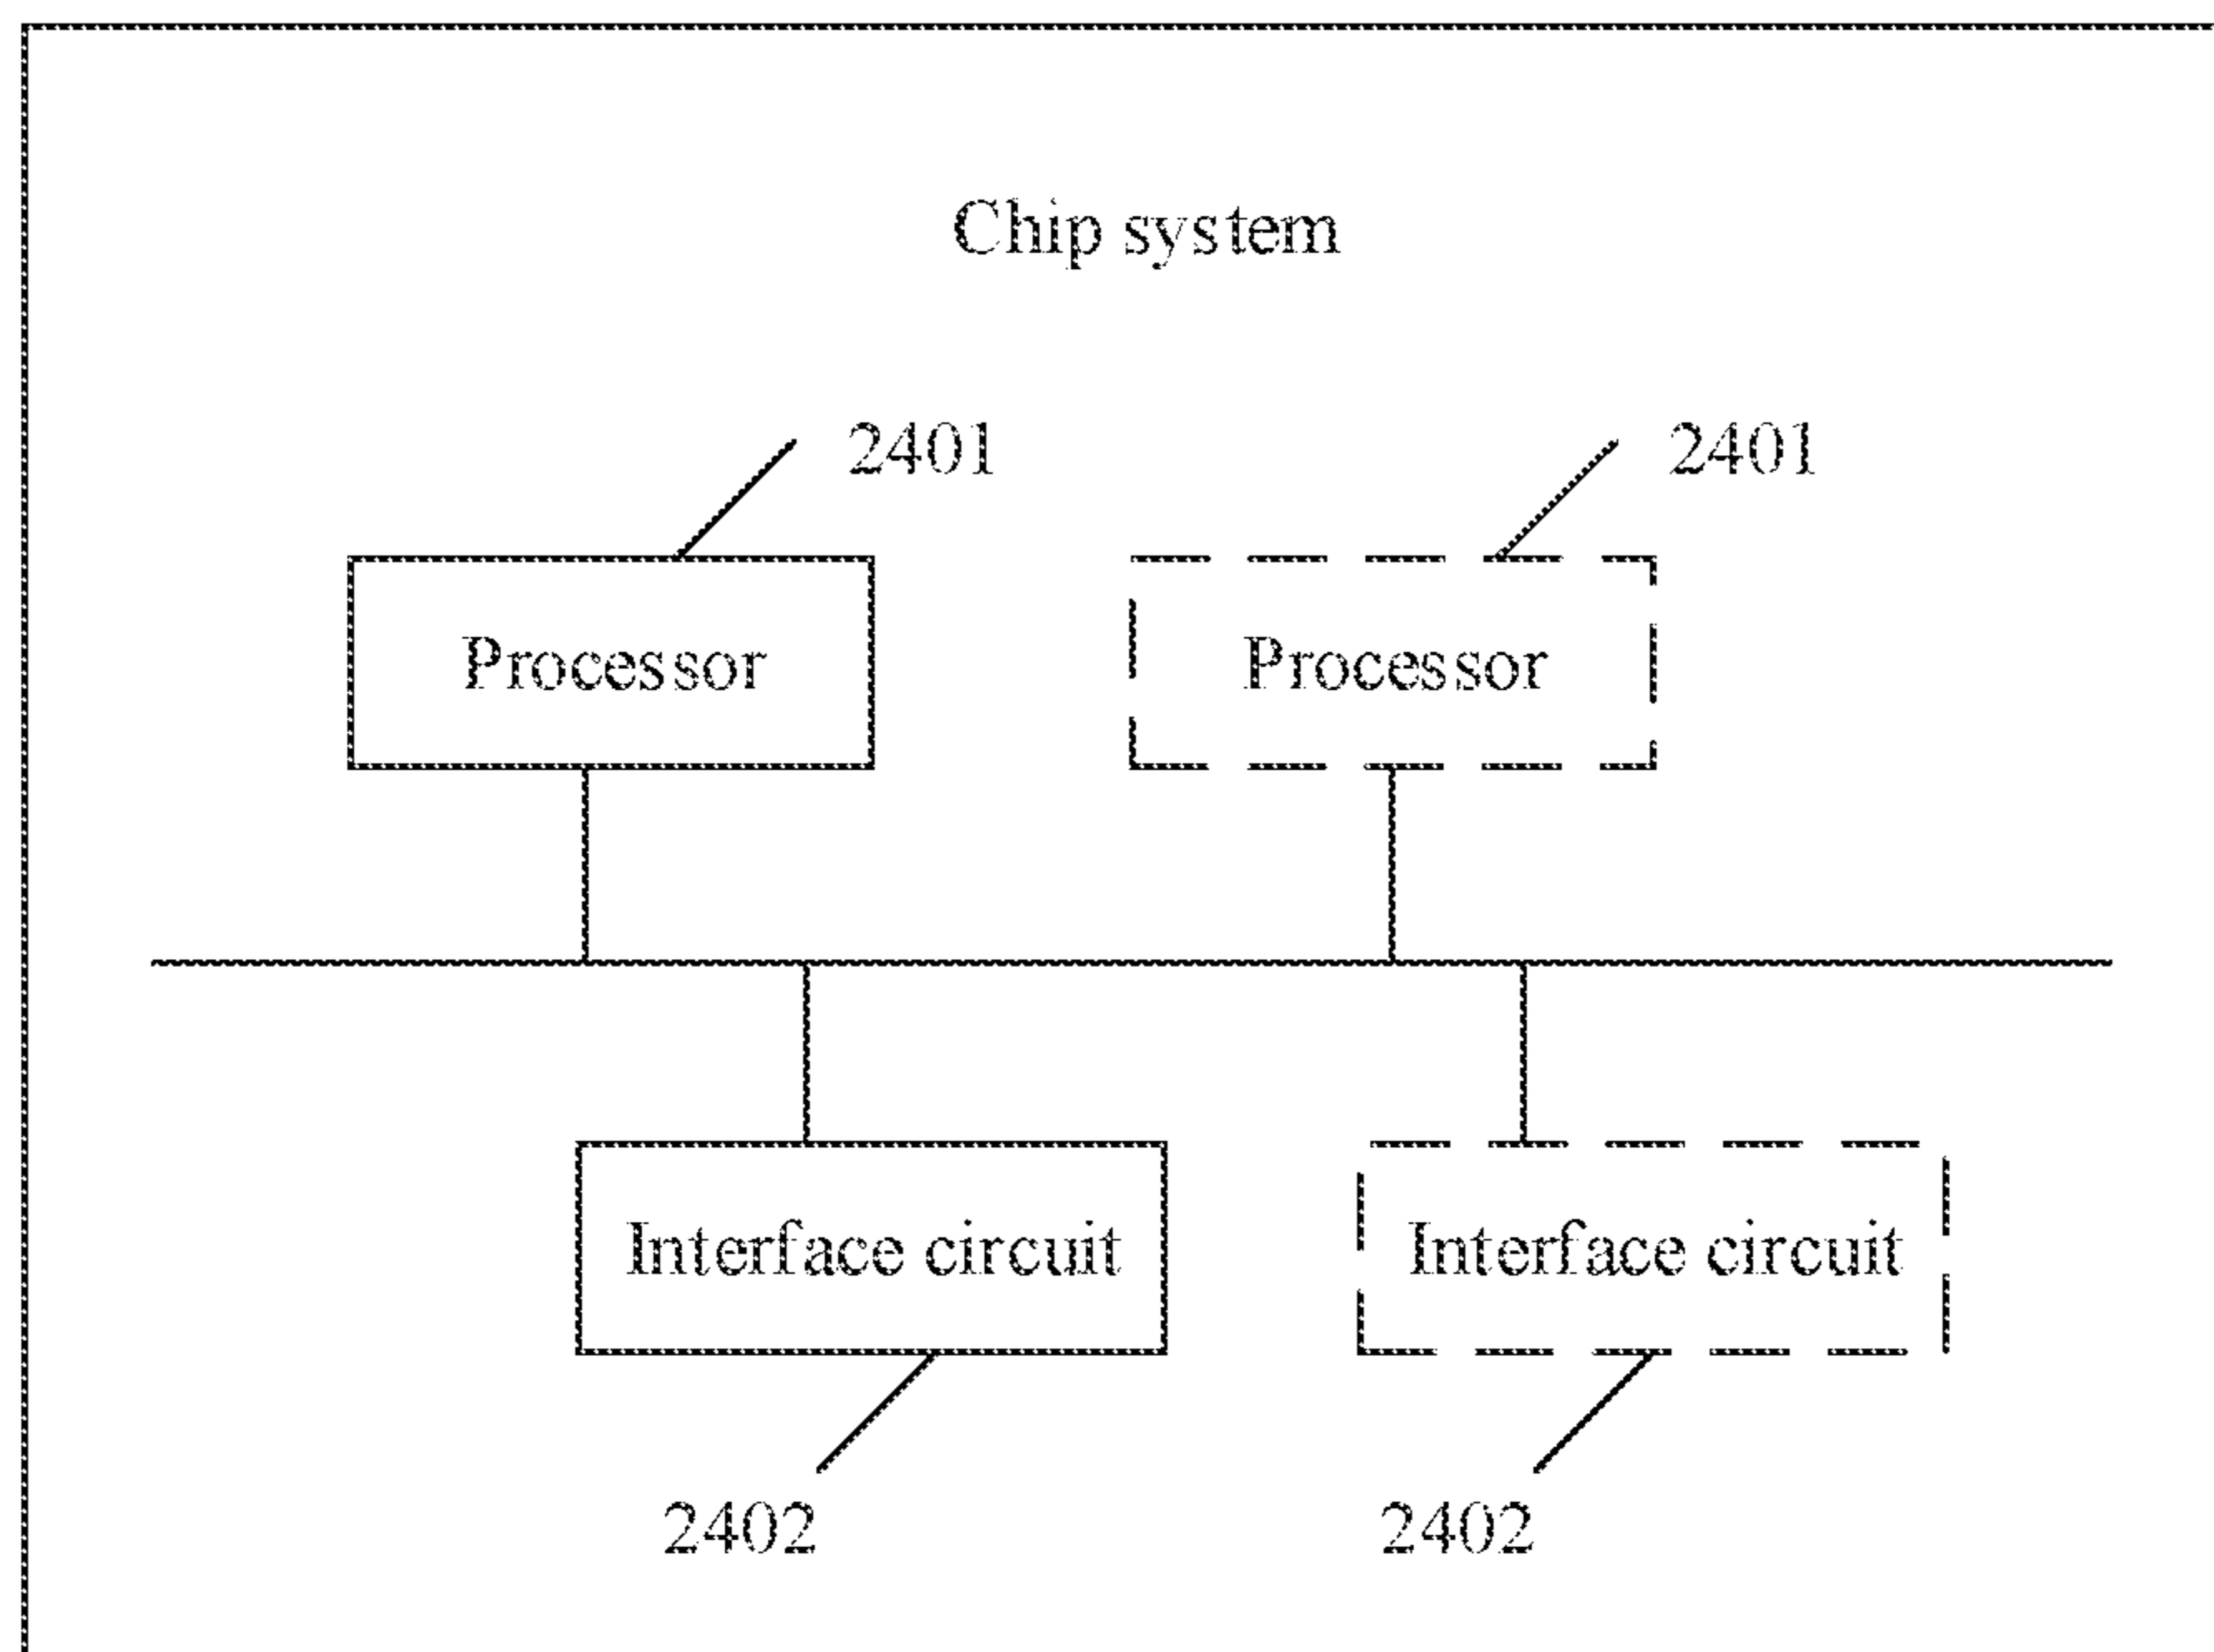 Chip system
2401 2401
Processor Processor
Interface circuit Interface circuit
2402 2402